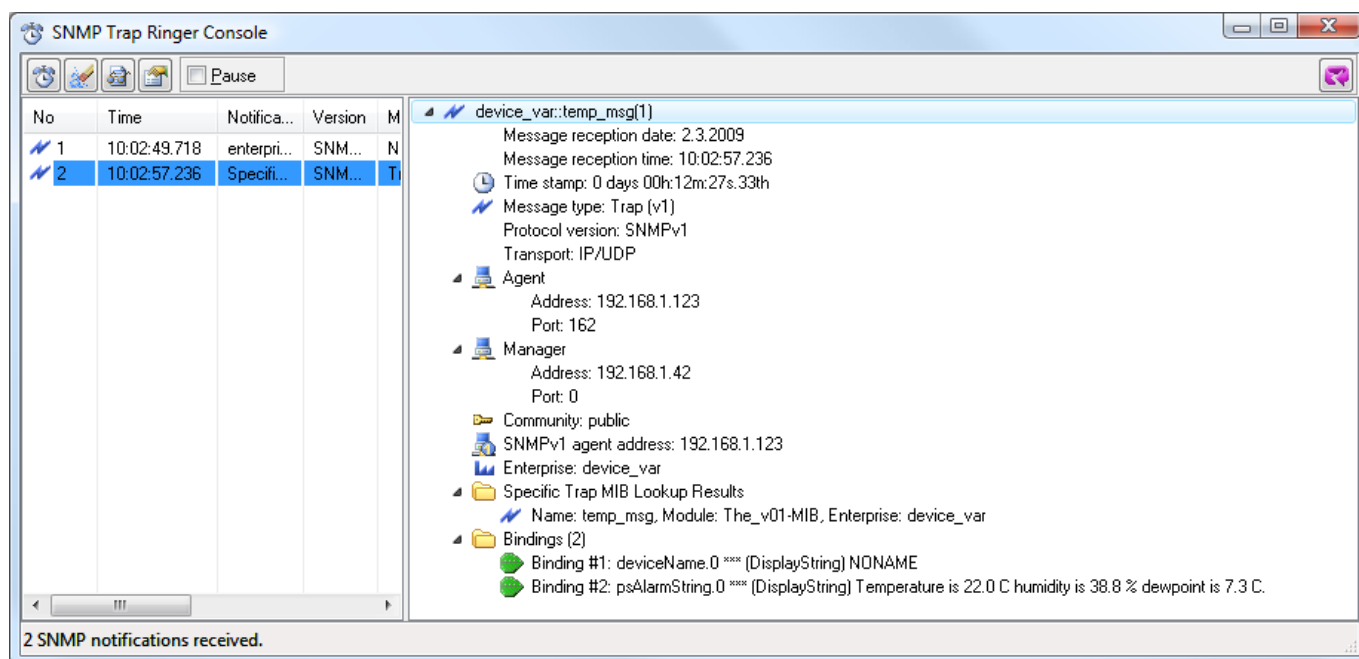 SNMP Trap Ringer Console
Pause
No Time Notifica... Version M
1 10:02:49.718 enterpri... SNM... N
2 10:02:57.236 Specifi... SNM... Tr
device_var::temp_msg(1)
Message reception date: 2.3.2009
Message reception time: 10:02:57.236
Time stamp: 0 days 00h:12m:27s.33th
Message type: Trap (v1)
Protocol version: SNMPv1
Transport: IP/UDP
Agent
Address: 192.168.1.123
Port: 162
Manager
Address: 192.168.1.42
Port: 0
Community: public
SNMPv1 agent address: 192.168.1.123
Enterprise: device_var
Specific Trap MIB Lookup Results
Name: temp_msg, Module: The_v01-MIB, Enterprise: device_var
Bindings (2)
Binding #1: deviceName.0 *** (DisplayString) NONAME
Binding #2: psAlarmString.0 *** (DisplayString) Temperature is 22.0 C humidity is 38.8 % dewpoint is 7.3 C.
2 SNMP notifications received.